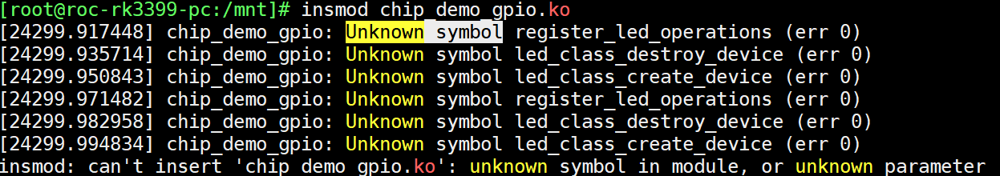 [root@roc-rk3399-pc:/mnt]# insmod chip_demo_gpio.ko
[24299.917448] chip_demo_gpio: Unknown symbol register_led_operations (err 0)
[24299.935714] chip_demo_gpio: Unknown symbol led_class_destroy_device (err 0)
[24299.950843] chip_demo_gpio: Unknown symbol led_class_create_device (err 0)
[24299.971482] chip_demo_gpio: Unknown symbol register_led_operations (err 0)
[24299.982958] chip_demo_gpio: Unknown symbol led_class_destroy_device (err 0)
[24299.994834] chip_demo_gpio: Unknown symbol led_class_create_device (err 0)
insmod: can't insert 'chip_demo_gpio.ko': unknown symbol in module, or unknown parameter